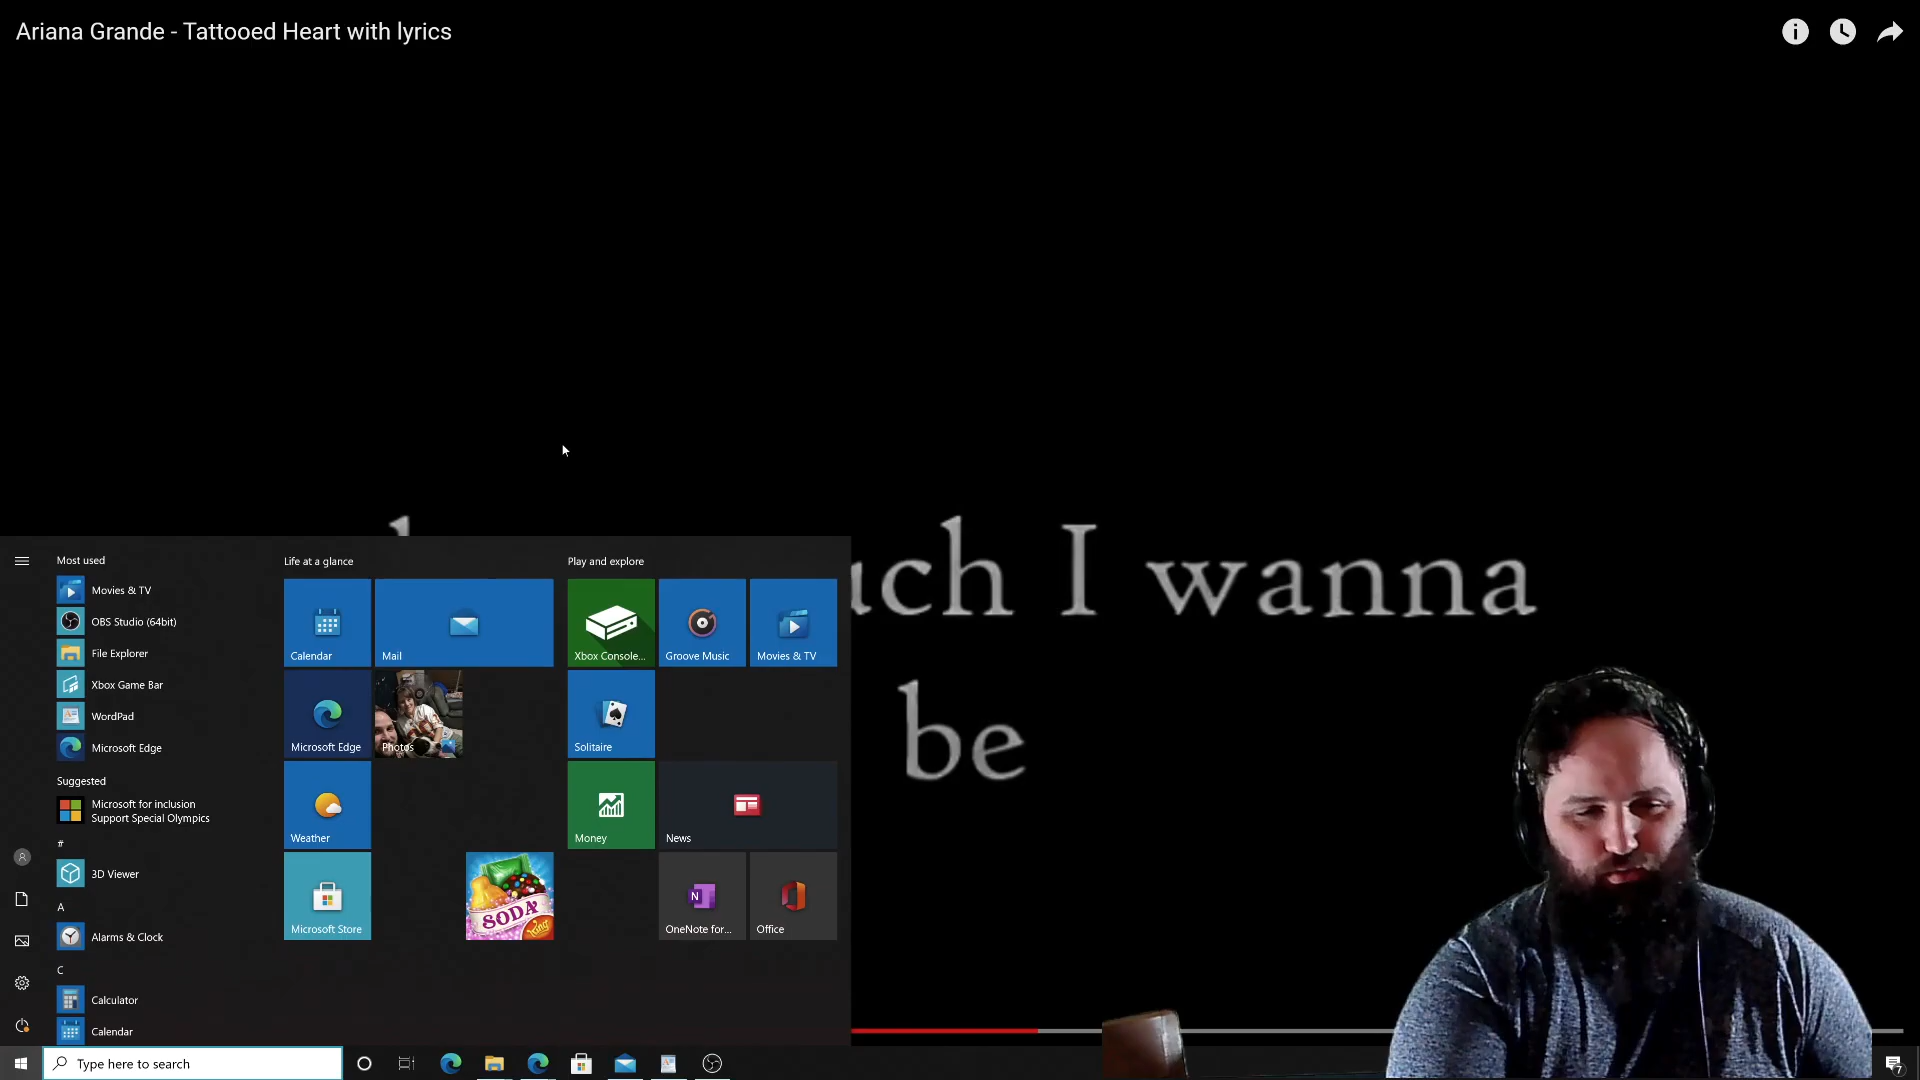 Ariana Grande - Tattooed Heart with lyrics
I wanna
be
Most used
Movies & TV
OBS Studio (64bit)
File Explorer
Xbox Game Bar
WordPad
Microsoft Edge
Suggested
Microsoft for inclusion
Support Special Olympics
#
3D Viewer
A
Alarms & Clock
C
Calculator
Calendar
Life at a glance
Calendar
Mail
Microsoft Edge
Photos
Weather
Microsoft Store
SODA
King
Play and explore
Xbox Console...
Groove Music
Movies & TV
Solitaire
Money
News
N
OneNote for...
Office
Type here to search
7